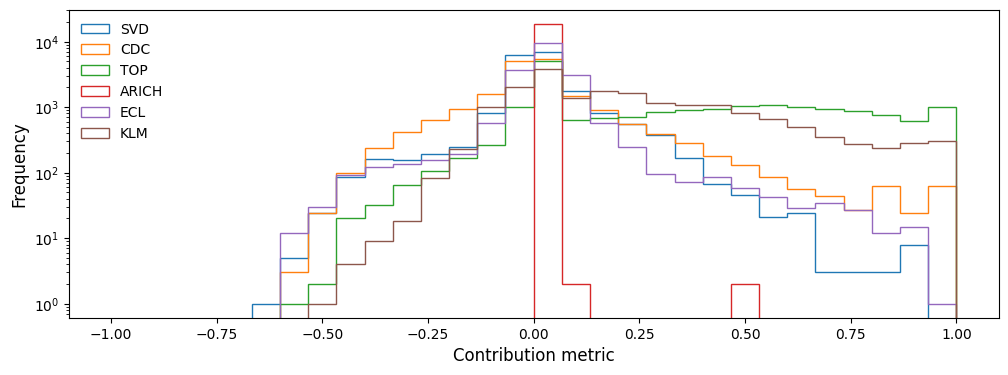 SVD
CDC
TOP
ARICH
ECL
KLM
Frequency
10⁴
10³
10²
10¹
10⁰
−1.00 −0.75 −0.50 −0.25 0.00 0.25 0.50 0.75 1.00
Contribution metric